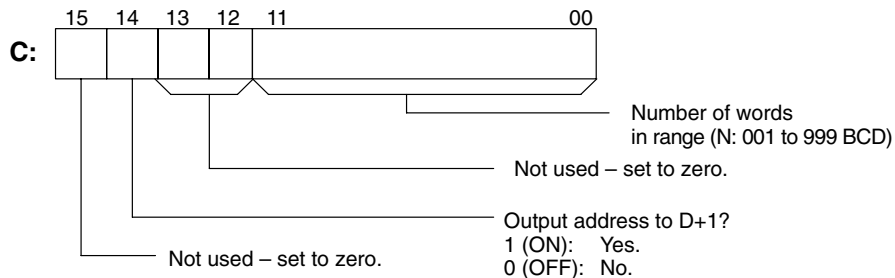 15 14 13 12 11 00
C:
Number of words
in range (N: 001 to 999 BCD)
Not used – set to zero.
Output address to D+1?
1 (ON): Yes.
0 (OFF): No.
Not used – set to zero.